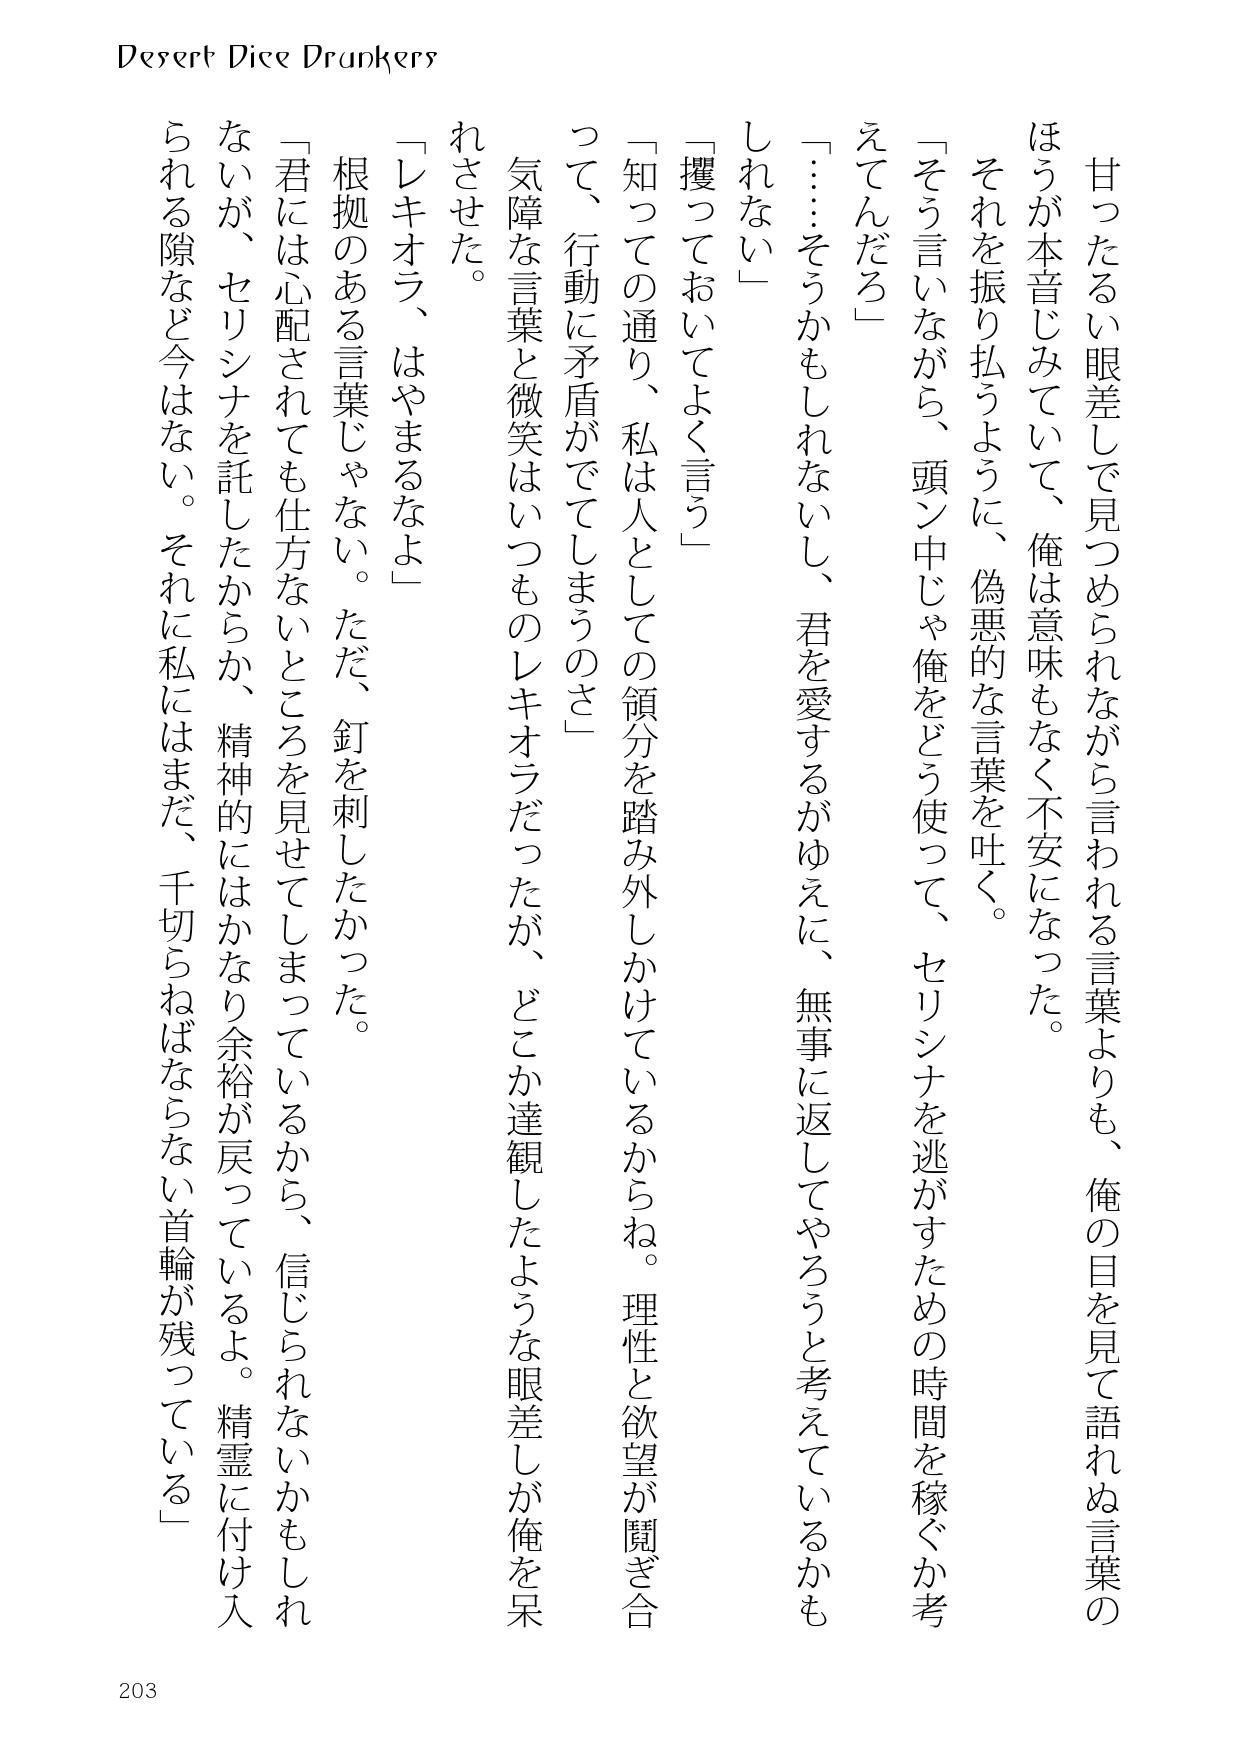 Desert Dice Drunkers
甘ったるい眼差しで見つめられながら言われる言葉よりも、俺の目を見て語れぬ言葉の
ほうが本音じみていて、俺は意味もなく不安になった。
それを振り払うように、偽悪的な言葉を吐く。
「そう言いながら、頭ン中じゃ俺をどう使って、セリシナを逃がすための時間を稼ぐか考
えてんだろ」
「……そうかもしれないし、君を愛するがゆえに、無事に返してやろうと考えているかも
しれない」
「攫っておいてよく言う」
「知っての通り、私は人としての領分を踏み外しかけているからね。理性と欲望が鬩ぎ合
って、行動に矛盾がでてしまうのさ」
気障な言葉と微笑はいつものレキオラだったが、どこか達観したような眼差しが俺を呆
れさせた。
「レキオラ、はやまるなよ」
根拠のある言葉じゃない。ただ、釘を刺したかった。
「君には心配されても仕方ないところを見せてしまっているから、信じられないかもしれ
ないが、セリシナを託したからか、精神的にはかなり余裕が戻っているよ。精霊に付け入
られる隙など今はない。それに私にはまだ、千切らねばならない首輪が残っている」
203